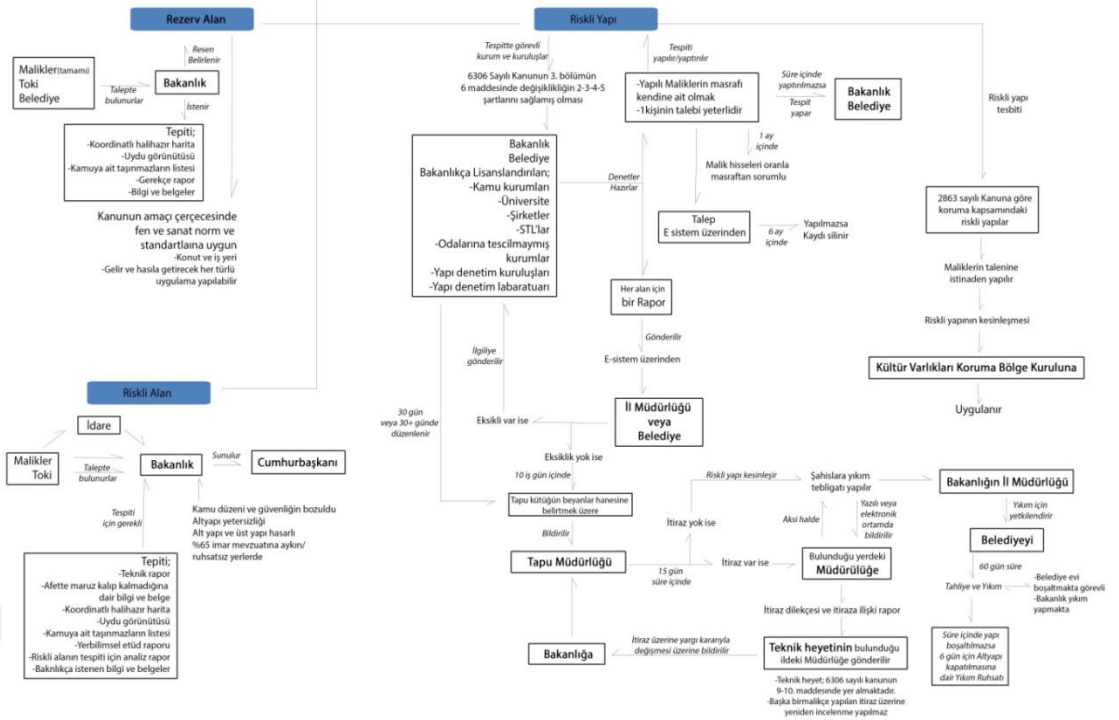 Rezerv Alan
Malikler(tamamı)
Toki
Belediye
Talepte
bulunurlar
Resen
Belirlenir
Bakanlık
İstenir
Tepiti;
-Koordinatlı halihazır harita
-Uydu görünütüsü
-Kamuya ait taşınmazların listesi
-Gerekçe rapor
-Bilgi ve belgeler
Kanunun amaçı çerçecesinde
fen ve sanat norm ve
standartlaına uygun
-Konut ve iş yeri
-Gelir ve hasıla getirecek her türlü
uygulama yapılabilir
Riskli Alan
İdare
Malikler
Toki
Talepte
bulunurlar
Bakanlık
Sunulur
Cumhurbaşkanı
Tespiti
için gerekli
Kamu düzeni ve güvenliğin bozuldu
Altyapı yetersizliği
Alt yapı ve üst yapı hasarlı
%65 imar mevzuatına aykırı/
ruhsatsız yerlerde
Tepiti;
-Teknik rapor
-Afette maruz kalıp kalmadığına
dair bilgi ve belge
-Koordinatlı halihazır harita
-Uydu görünütüsü
-Kamuya ait taşınmazların listesi
-Yerbilimsel etüd raporu
-Riskli alanın tespiti için analiz rapor
-Baknlıkça istenen bilgi ve belgeler
Riskli Yapı
Tespitte görevli
kurum ve kuruluşlar
6306 Sayılı Kanunun 3. bölümün
6 maddesinde değişiklikliğin 2-3-4-5
şartlarını sağlamış olması
Bakanlık
Belediye
Bakanlıkça Lisanslandırılan;
-Kamu kurumları
-Üniversite
-Şirketler
-STL'lar
-Odalarına tescilmaymış
kurumlar
-Yapı denetim kuruluşları
-Yapı denetim labaratuarı
Tespiti
yapılır/yaptırılır
-Yapılı Maliklerin masrafı
kendine ait olmak
-1kişinin talebi yeterlidir
Süre içinde
yaptırılmazsa
Tespit
yapar
Bakanlık
Belediye
1 ay
içinde
Malik hisseleri oranla
masraftan sorumlu
Denetler
Hazırlar
Talep
E sistem üzerinden
6 ay
içinde
Yapılmazsa
Kaydı silinir
Her alan için
bir Rapor
Gönderilir
E-sistem üzerinden
İl Müdürlüğü
veya
Belediye
Eksikli var ise
İlgiliye
gönderilir
30 gün
veya 30+ günde
düzenlenir
Eksiklik yok ise
10 iş gün içinde
Tapu kütüğün beyanlar hanesine
belirtmek üzere
Bildirilir
Tapu Müdürlüğü
15 gün
süre içinde
İtiraz yok ise
Riskli yapı kesinleşir
Şahıslara yıkım
tebligatı yapılır
İtiraz var ise
Aksi halde
Yazılı veya
elektronik
ortamda
bildirilir
Bulunduğu yerdeki
Müdürülüğe
İtiraz dilekçesi ve itiraza ilişki rapor
Teknik heyetinin bulunduğu
ildeki Müdürlüğe gönderilir
-Teknik heyet; 6306 sayılı kanunun
9-10. maddesinde yer almaktadır.
-Başka birmalikçe yapılan itiraz üzerine
yeniden incelenme yapılmaz
İtiraz üzerine yargı kararıyla
değişmesi üzerine bildirilir
Bakanlığa
Bakanlığın İl Müdürlüğü
Yıkım için
yetkilendirir
Belediyeyi
60 gün süre
Tahliye ve Yıkım
-Belediye evi
boşaltmakta görevli
-Bakanlık yıkım
yapmakta
Süre içinde yapı
boşaltılmazsa
6 gün için Altyapı
kapatılmasına
dair Yıkım Ruhsatı
Riskli yapı
tesbiti
2863 sayılı Kanuna göre
koruma kapsamındaki
riskli yapılar
Maliklerin talenine
istinaden yapılır
Riskli yapının kesinleşmesi
Kültür Varlıkları Koruma Bölge Kuruluna
Uygulanır